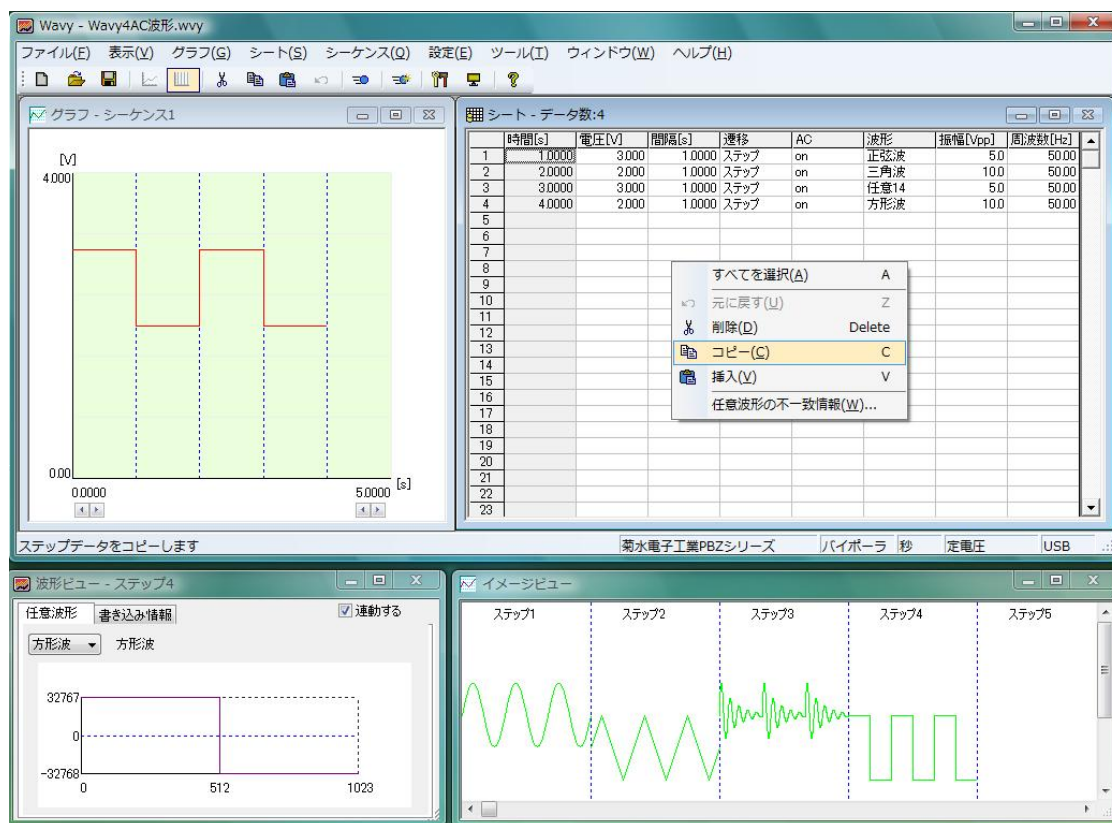 Wavy - Wavy4AC波形.wvy
ファイル(F) 表示(V) グラフ(G) シート(S) シーケンス(Q) 設定(E) ツール(T) ウィンドウ(W) ヘルプ(H)
グラフ - シーケンス1
[V]
4.000
0.00
0.0000 5.0000 [s]
シート - データ数:4
時間[s] 電圧[V] 間隔[s] 遷移 AC 波形 振幅[Vpp] 周波数[Hz]
1 1.0000 3.000 1.0000 ステップ on 正弦波 5.0 50.00
2 2.0000 2.000 1.0000 ステップ on 三角波 10.0 50.00
3 3.0000 3.000 1.0000 ステップ on 任意14 5.0 50.00
4 4.0000 2.000 1.0000 ステップ on 方形波 10.0 50.00
5
6
7
8
9
10
11
12
13
14
15
16
17
18
19
20
21
22
23
すべてを選択(A) A
元に戻す(U) Z
削除(D) Delete
コピー(C) C
挿入(V) V
任意波形の不一致情報(W)...
ステップデータをコピーします 菊水電子工業PBZシリーズ バイポーラ 秒 定電圧 USB
波形ビュー - ステップ4
任意波形 書き込み情報 連動する
方形波 方形波
32767
0
-32768
0 512 1023
イメージビュー
ステップ1 ステップ2 ステップ3 ステップ4 ステップ5